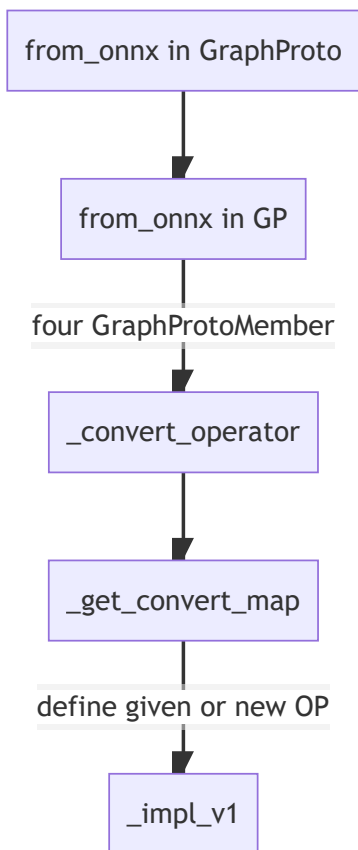 from_onnx in GraphProto
from_onnx in GP
four GraphProtoMember
_convert_operator
_get_convert_map
define given or new OP
_impl_v1